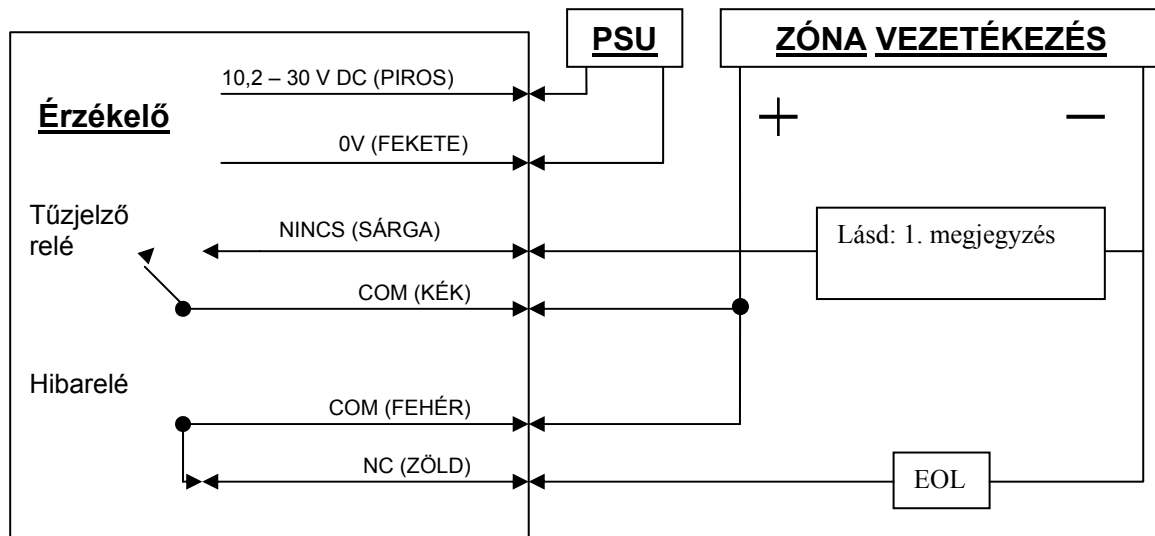 PSU
ZÓNA VEZETÉKEZÉS
10,2 – 30 V DC (PIROS)
Érzékelő
+ –
0V (FEKETE)
Tűzjelző
relé
NINCS (SÁRGA)
Lásd: 1. megjegyzés
COM (KÉK)
Hibarelé
COM (FEHÉR)
NC (ZÖLD)
EOL